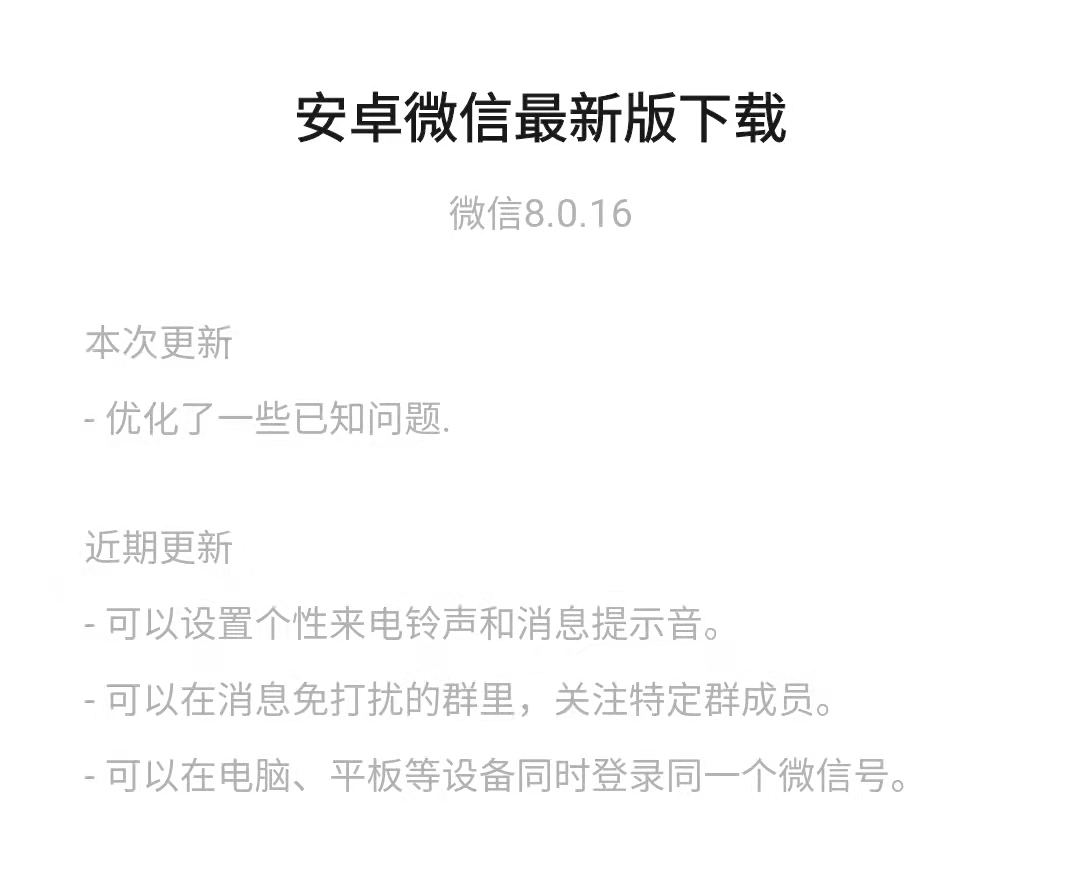 安卓微信最新版下载
微信8.0.16
本次更新
- 优化了一些已知问题.
近期更新
- 可以设置个性来电铃声和消息提示音。
- 可以在消息免打扰的群里，关注特定群成员。
- 可以在电脑、平板等设备同时登录同一个微信号。